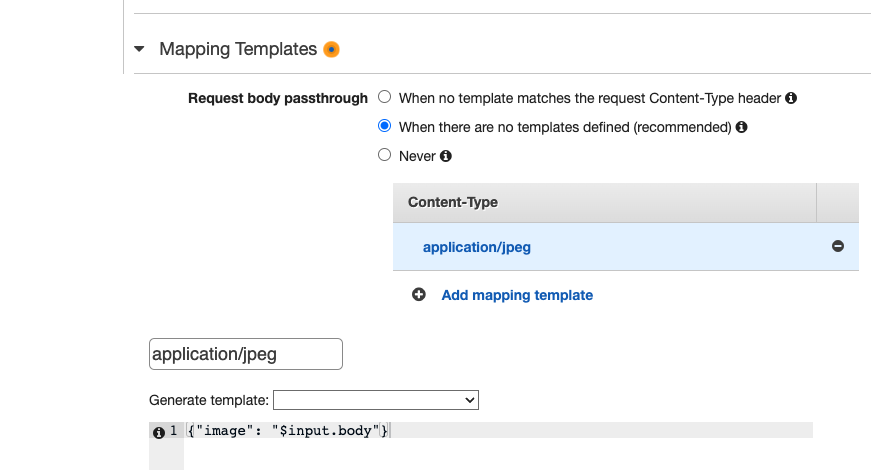 Mapping Templates
Request body passthrough
When no template matches the request Content-Type header
When there are no templates defined (recommended)
Never
Content-Type
application/jpeg
Add mapping template
application/jpeg
Generate template:
1 {"image": "$input.body"}